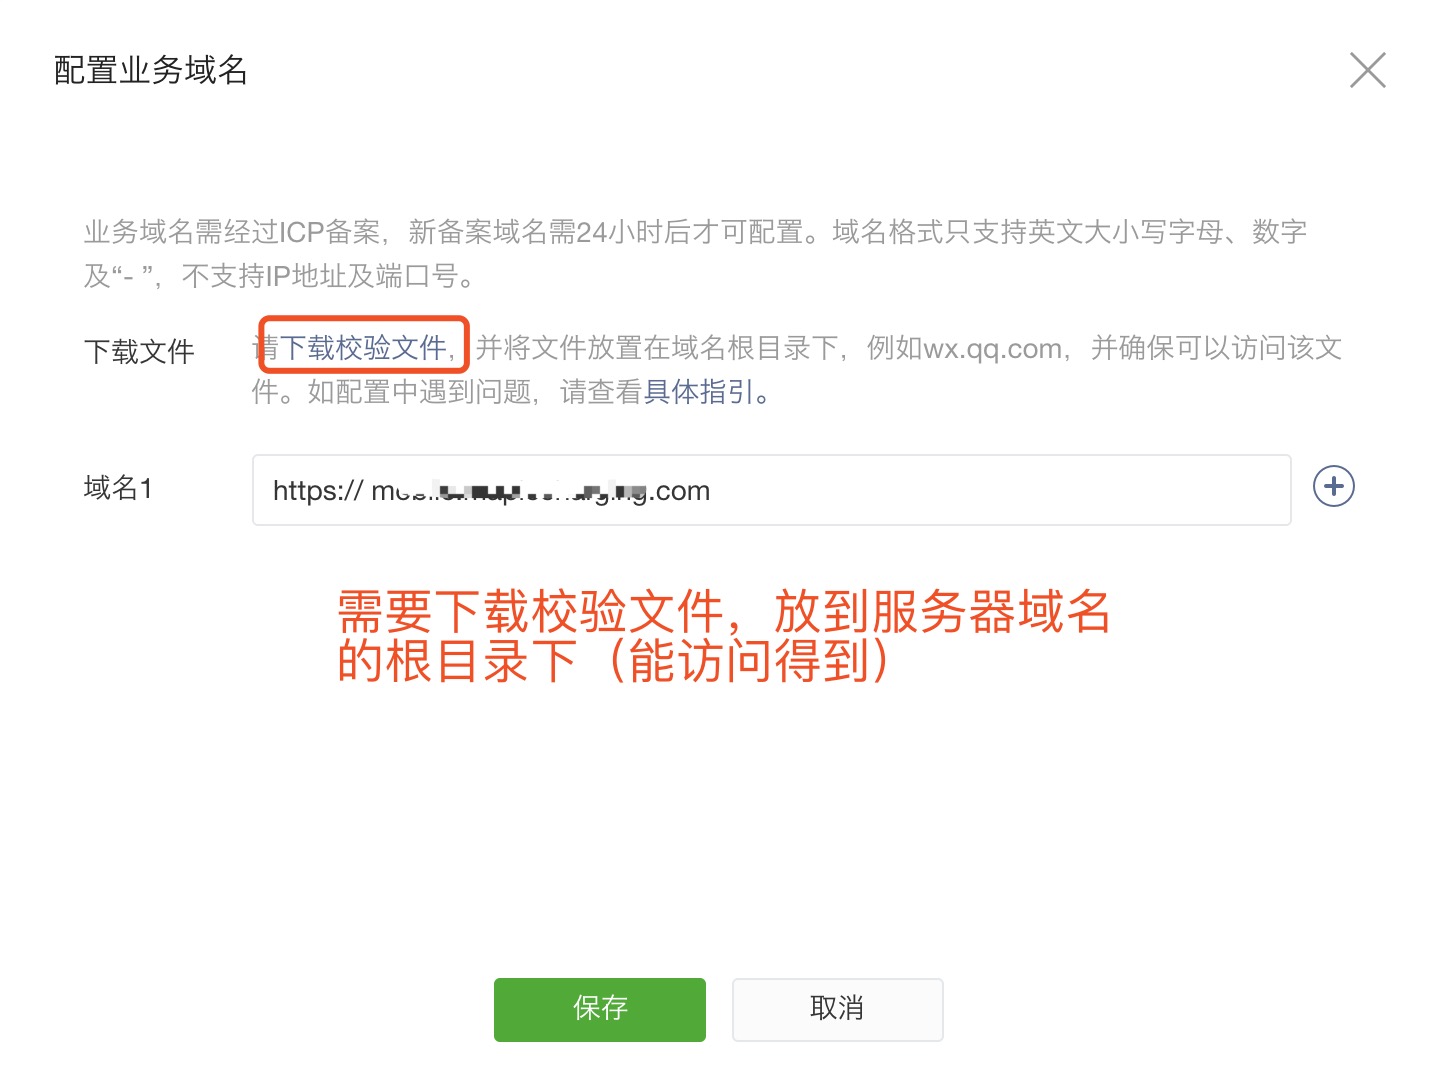 配置业务域名
业务域名需经过ICP备案，新备案域名需24小时后才可配置。域名格式只支持英文大小写字母、数字
及“- ”，不支持IP地址及端口号。
下载文件
请下载校验文件，并将文件放置在域名根目录下，例如wx.qq.com，并确保可以访问该文
件。如配置中遇到问题，请查看具体指引。
域名1
https:// .com
需要下载校验文件，放到服务器域名
的根目录下（能访问得到）
保存
取消